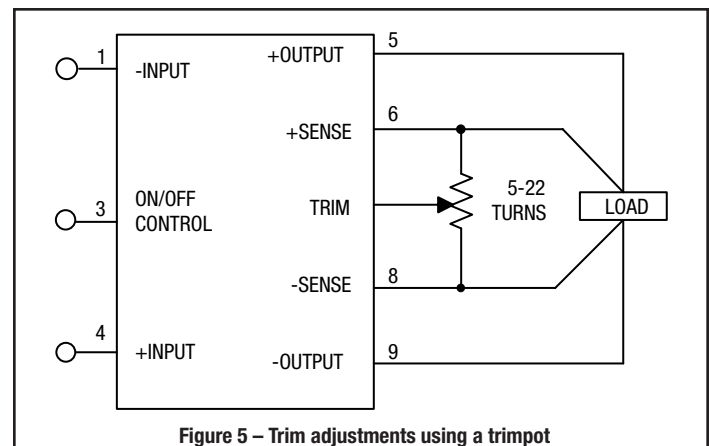 1
-INPUT
3
ON/OFF
CONTROL
4
+INPUT
+OUTPUT
5
+SENSE
6
TRIM
-SENSE
8
-OUTPUT
9
5-22
TURNS
LOAD
Figure 5 – Trim adjustments using a trimpot